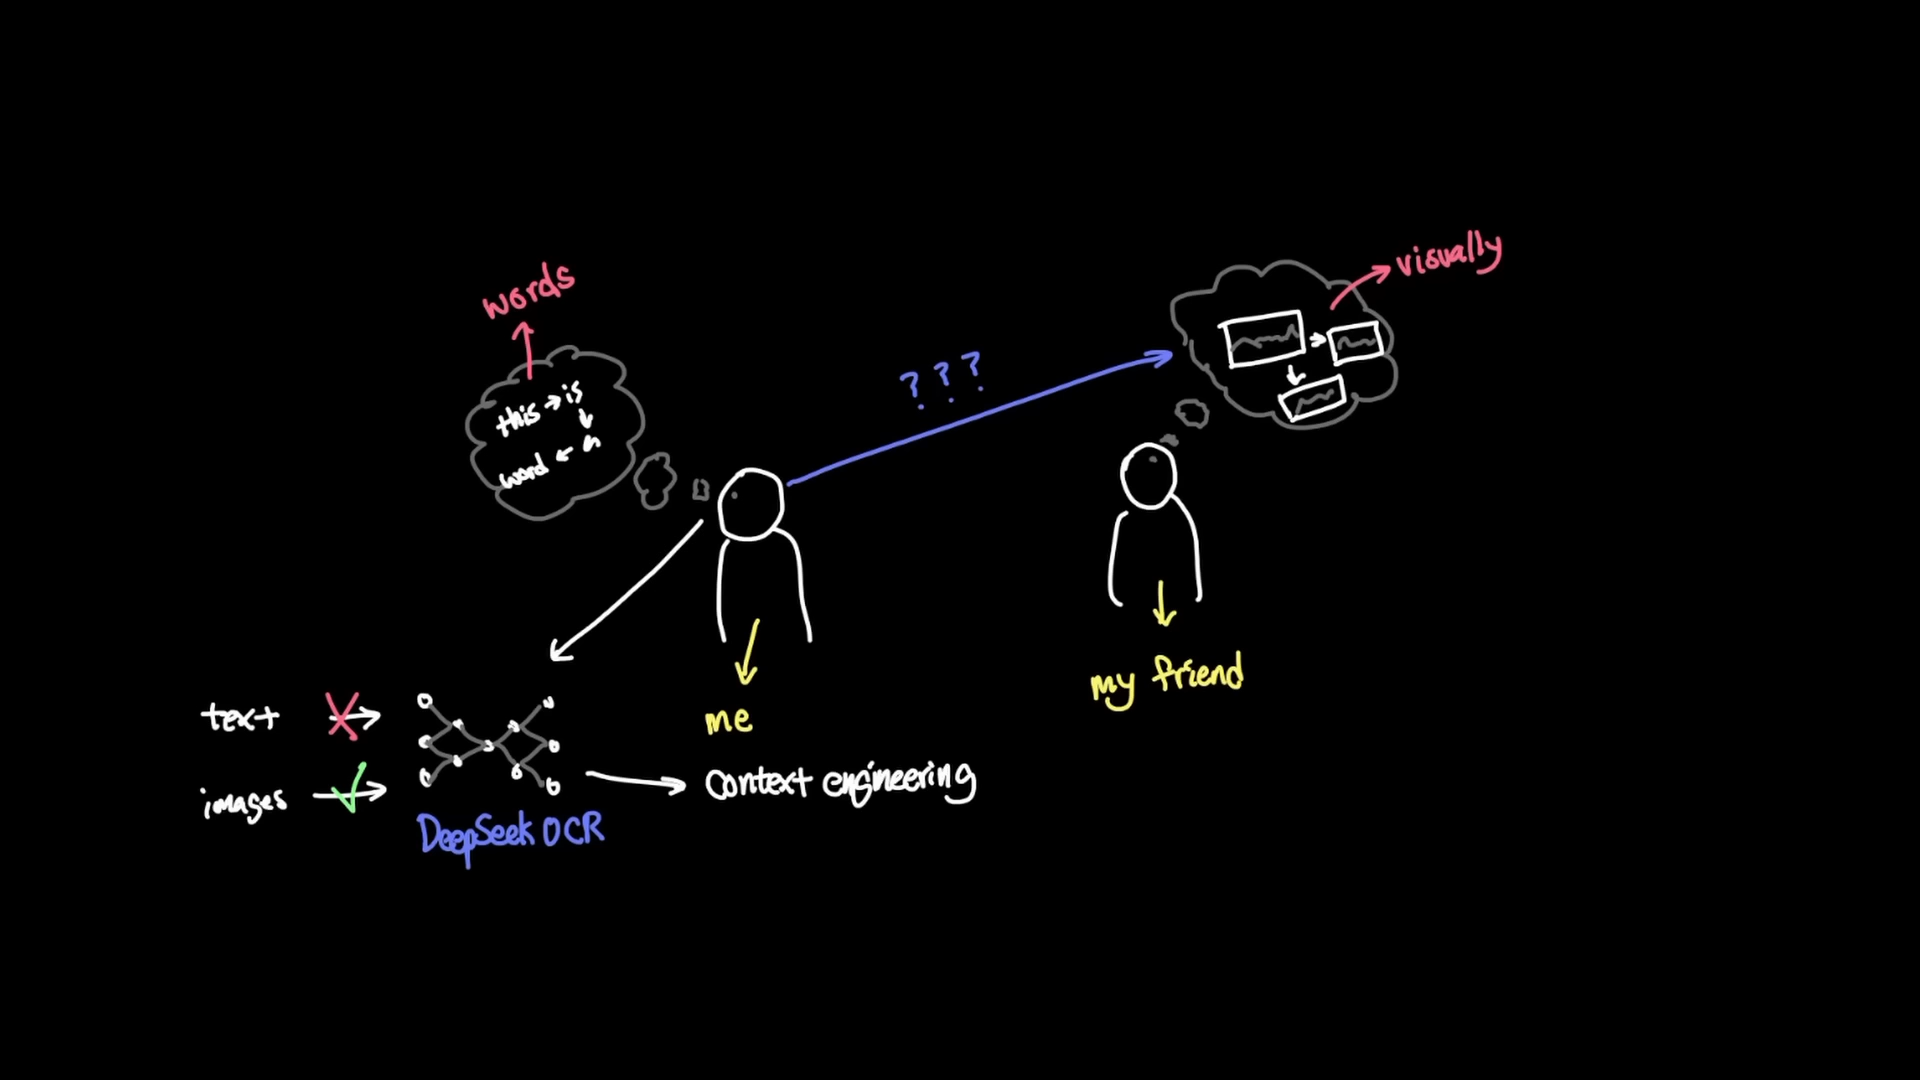 visually
words
? ? ?
this → is
↓
word ← a
my friend
text
me
images
context engineering
DeepSeek OCR